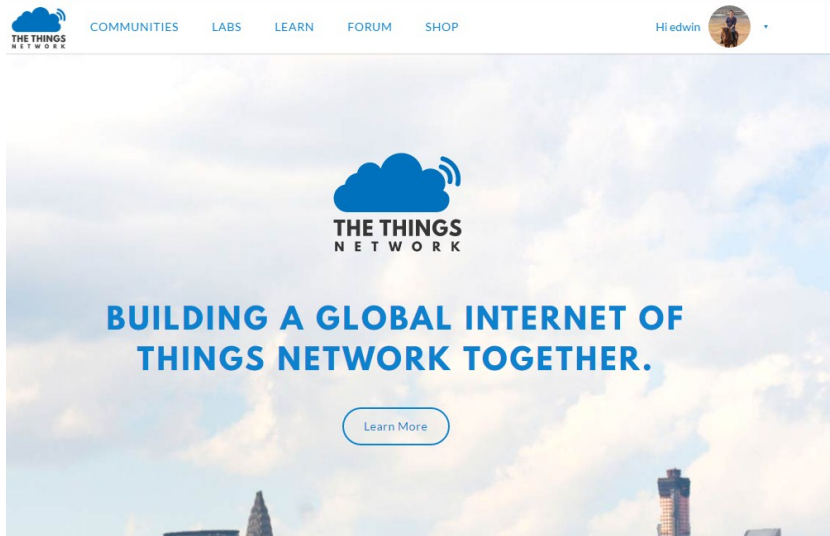 THE THINGS
NETWORK
COMMUNITIES LABS LEARN FORUM SHOP Hi edwin
THE THINGS
NETWORK
BUILDING A GLOBAL INTERNET OF
THINGS NETWORK TOGETHER.
Learn More